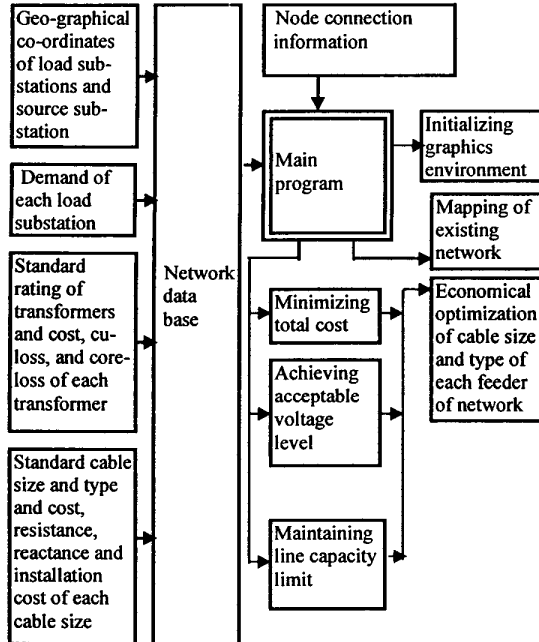 Geo-graphical
co-ordinates
of load sub-
stations and
source sub-
station
Demand of
each load
substation
Standard
rating of
transformers
and cost, cu-
loss, and core-
loss of each
transformer
Standard cable
size and type
and cost,
resistance,
reactance and
installation
cost of each
cable size
Network
data
base
Node connection
information
Main
program
Initializing
graphics
environment
Mapping of
existing
network
Minimizing
total cost
Achieving
acceptable
voltage
level
Maintaining
line capacity
limit
Economical
optimization
of cable size
and type of
each feeder
of network